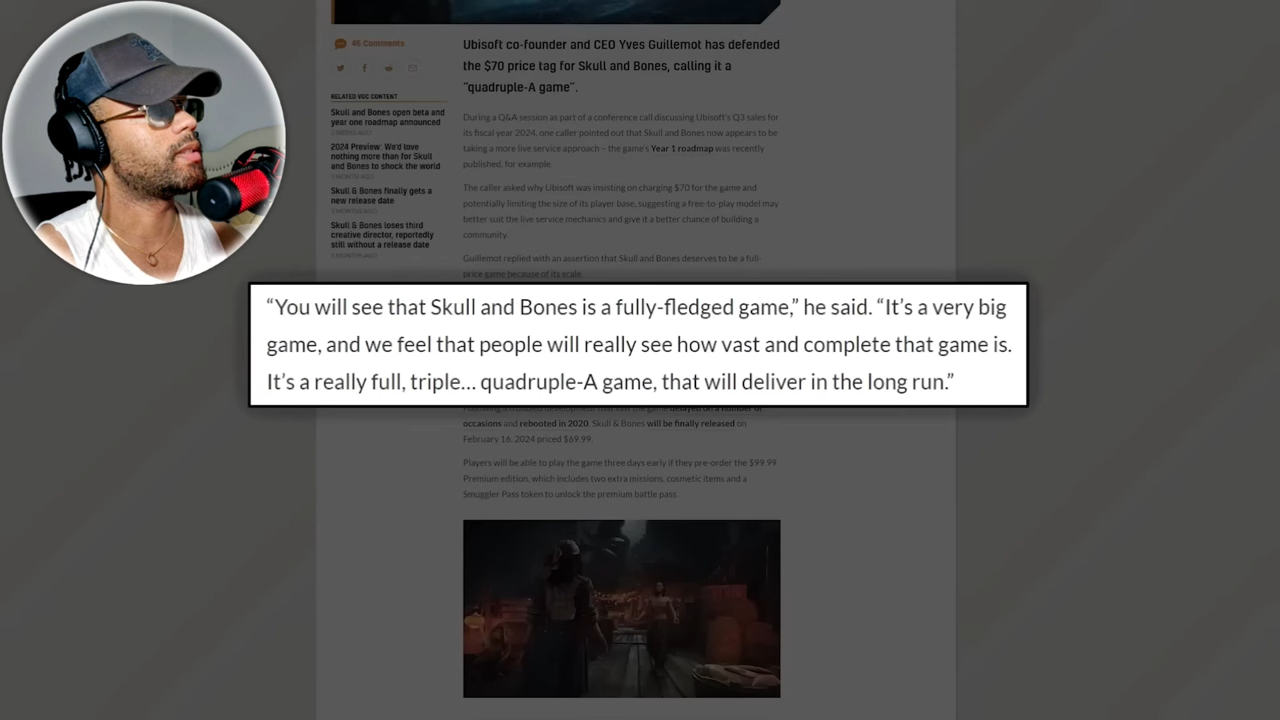 46 Comments
Ubisoft co-founder and CEO Yves Guillemot has defended
the $70 price tag for Skull and Bones, calling it a
"quadruple-A game".
RELATED VGC CONTENT
Skull and Bones open beta and
year one roadmap announced
2024 Preview: We'd love
nothing more than for Skull
and Bones to shock the world
Skull & Bones finally gets a
new release date
Skull & Bones loses third
creative director, reportedly
still without a release date
During a Q&A session as part of a conference call discussing Ubisoft's Q3 sales for
its fiscal year 2024, one caller pointed out that Skull and Bones now appears to be
taking a more live service approach – the game's Year 1 roadmap was recently
published, for example.
The caller asked why Ubisoft was insisting on charging $70 for the game and
potentially limiting the size of its player base, suggesting a free-to-play model may
better suit the live service mechanics and give it a better chance of building a
community.
Guillemot replied with an assertion that Skull and Bones deserves to be a full-
price game because of its scale.
“You will see that Skull and Bones is a fully-fledged game,” he said. “It’s a very big
game, and we feel that people will really see how vast and complete that game is.
It’s a really full, triple… quadruple-A game, that will deliver in the long run.”
occasions and rebooted in 2020, Skull & Bones will be finally released on
February 16, 2024 priced $69.99.
Players will be able to play the game three days early if they pre-order the $99.99
Premium edition, which includes two extra missions, cosmetic items and a
Smuggler Pass token to unlock the premium battle pass.